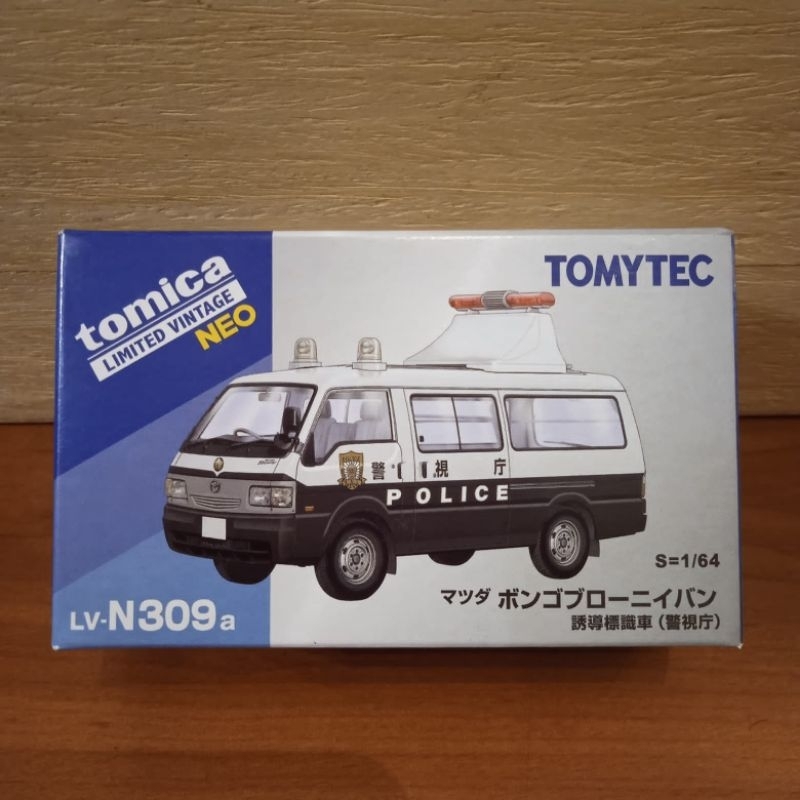 tomica
LIMITED VINTAGE
NEO
TOMYTEC
警視庁
POLICE
S=1/64
LV-N309a
マツダ ボンゴブローニイバン
誘導標識車(警視庁)